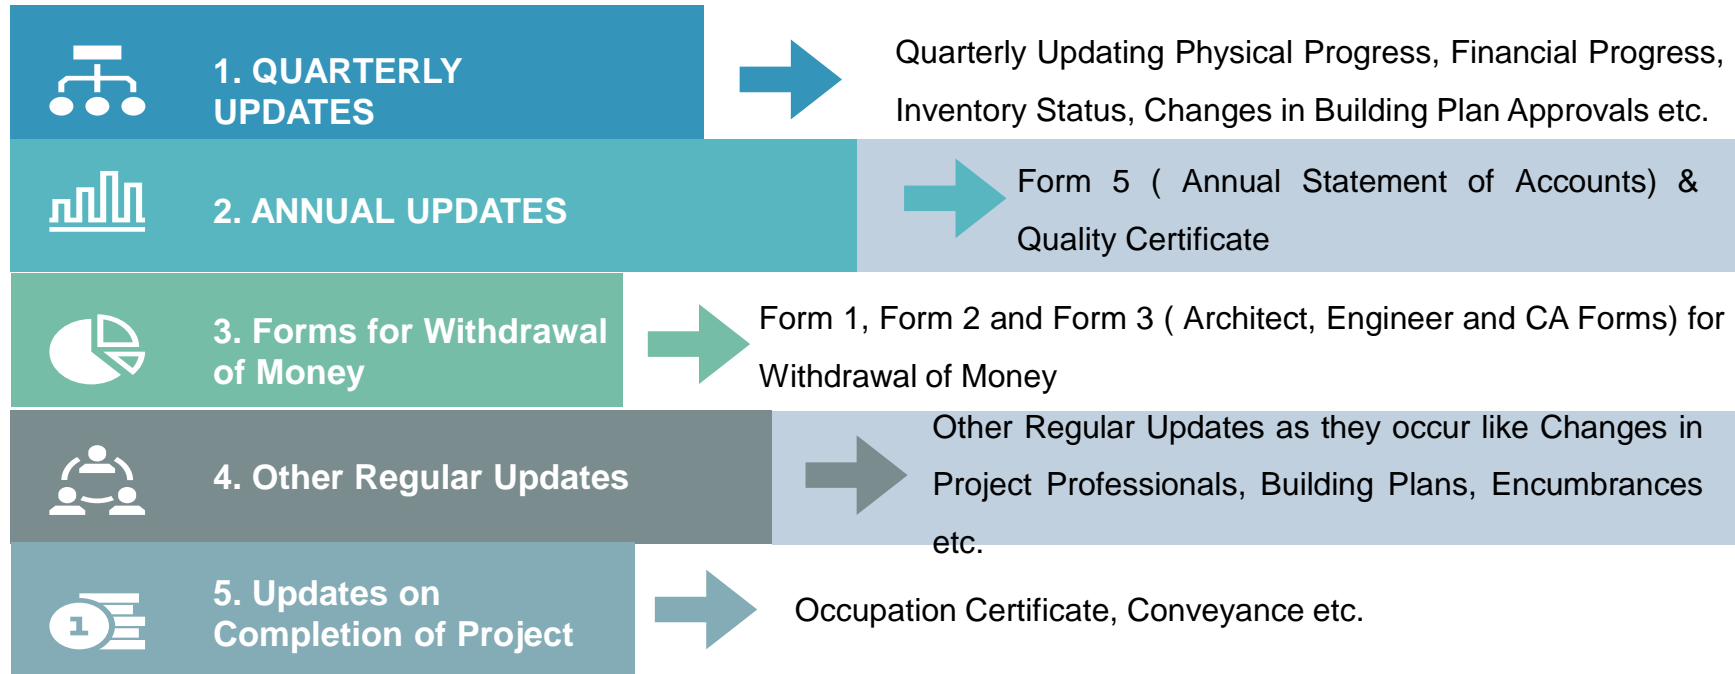 1. QUARTERLY
UPDATES
Quarterly Updating Physical Progress, Financial Progress,
Inventory Status, Changes in Building Plan Approvals etc.
2. ANNUAL UPDATES
Form 5 ( Annual Statement of Accounts) &
Quality Certificate
3. Forms for Withdrawal
of Money
Form 1, Form 2 and Form 3 ( Architect, Engineer and CA Forms) for
Withdrawal of Money
4. Other Regular Updates
Other Regular Updates as they occur like Changes in
Project Professionals, Building Plans, Encumbrances
etc.
1
5. Updates on
Completion of Project
Occupation Certificate, Conveyance etc.